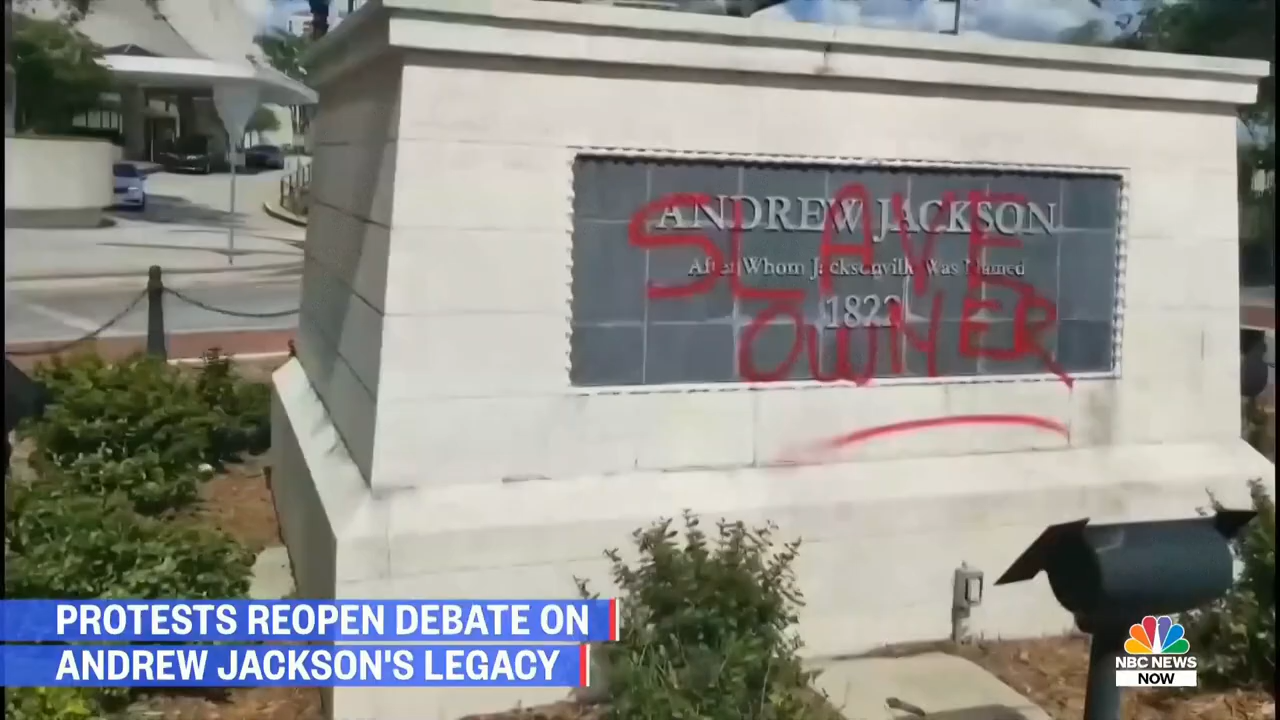 ANDREW JACKSON
After Whom Jacksonville Was Named
1822
SLAVE
OWNER
PROTESTS REOPEN DEBATE ON
ANDREW JACKSON'S LEGACY
NBC NEWS
NOW